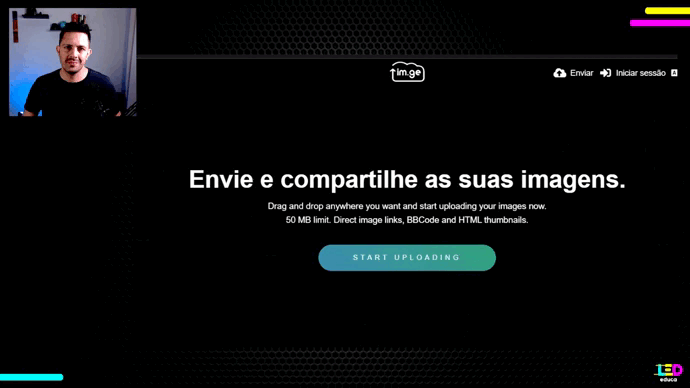 im.ge
Enviar
Iniciar sessão
A
Envie e compartilhe as suas imagens.
Drag and drop anywhere you want and start uploading your images now.
50 MB limit. Direct image links, BBCode and HTML thumbnails.
START UPLOADING
LED
educa